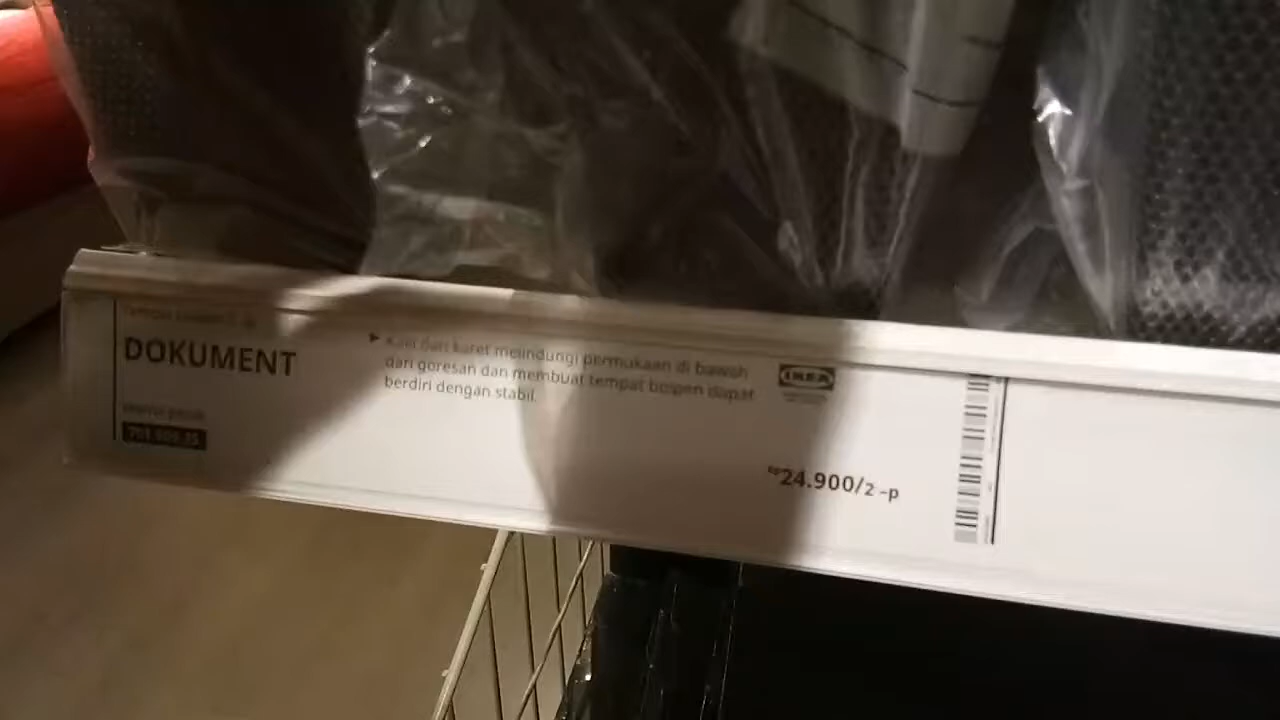 DOKUMENT
Kaki dari karet melindungi permukaan di bawah
dari goresan dan membuat tempat bolpen dapat
berdiri dengan stabil.
IKEA
Rp24.900/2-p